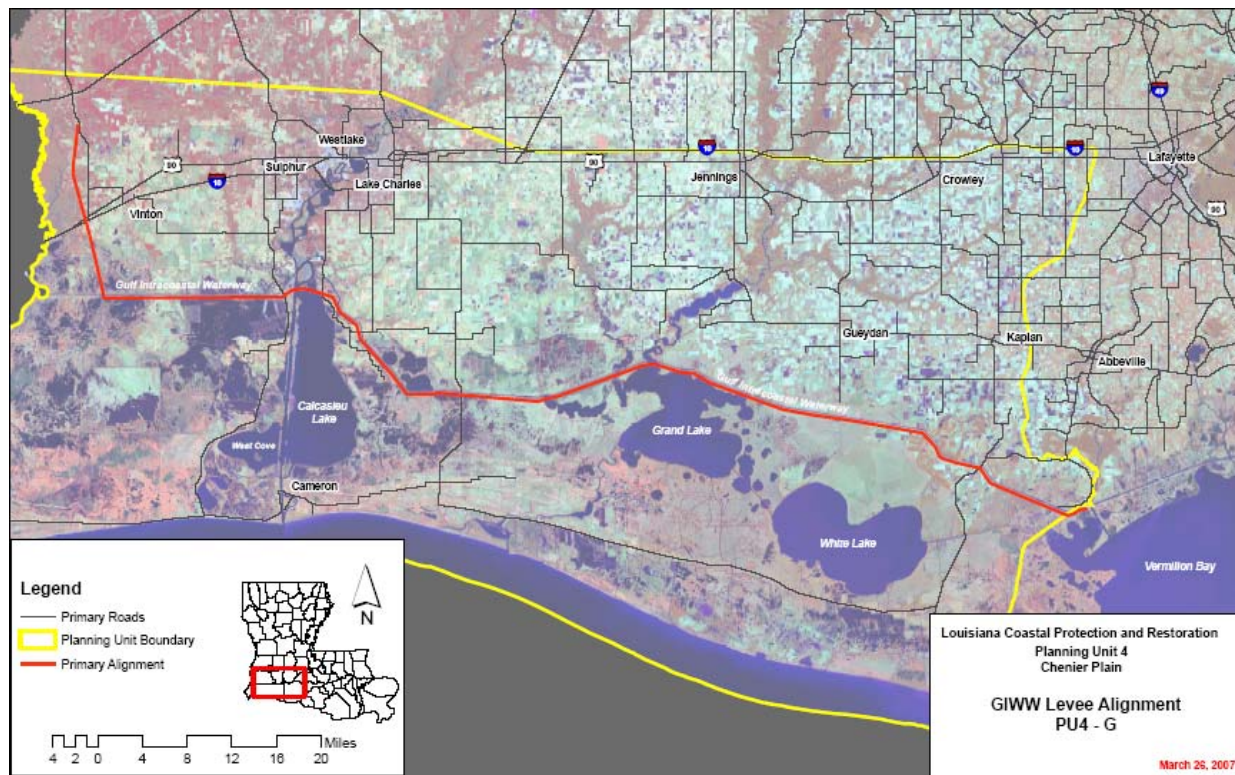 49
Westlake
90
Sulphur
10
Lake Charles
90
10
Jennings
10
Crowley
Lafayette
90
Vinton
Gulf Intracoastal Waterway
Gueydan
Kaplan
Abbeville
Gulf Intracoastal Waterway
Calcasieu
Lake
West Cove
Grand Lake
Cameron
White Lake
Vermilion Bay
Legend
Primary Roads
Planning Unit Boundary
Primary Alignment
N
Miles
4 2 0 4 8 12 16 20
Louisiana Coastal Protection and Restoration
Planning Unit 4
Chenier Plain
GIWW Levee Alignment
PU4 - G
March 26, 2007